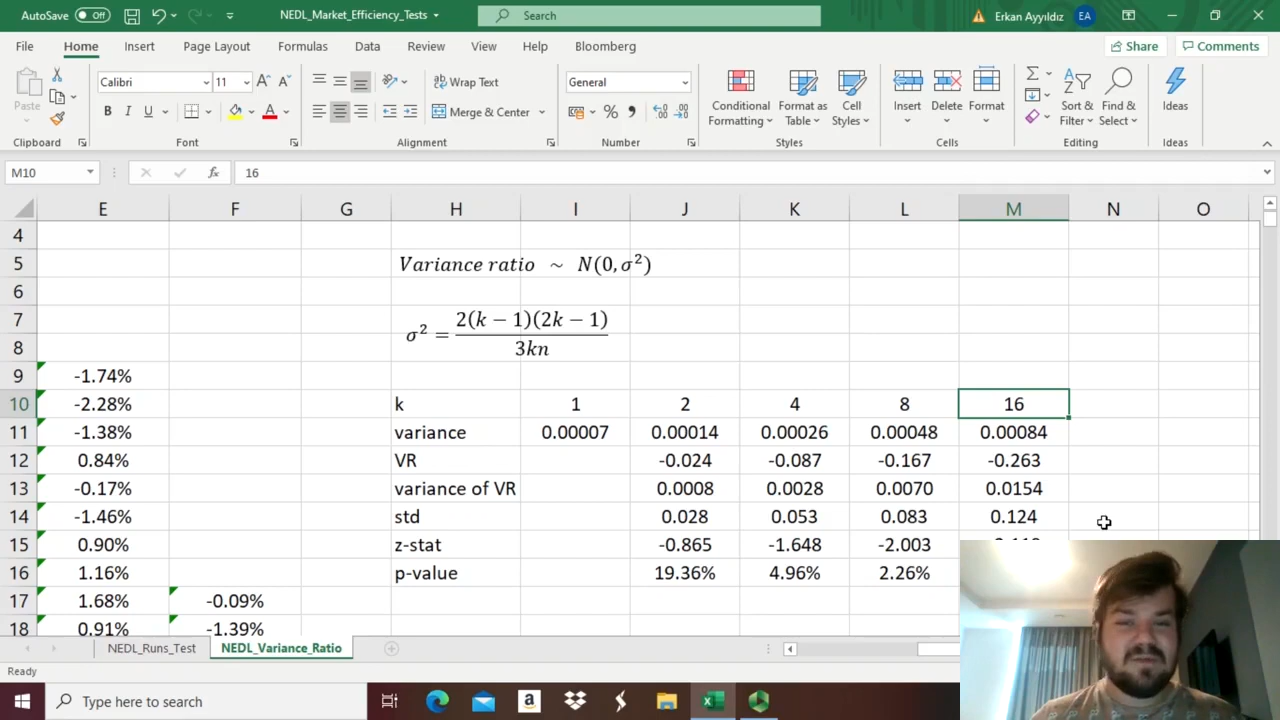 AutoSave Off NEDL_Market_Efficiency_Tests Search Erkan Ayyıldız EA
File Home Insert Page Layout Formulas Data Review View Help Bloomberg Share Comments
Calibri 11 Wrap Text General
Paste B I U Merge & Center % Conditional Formatting Format as Table Cell Styles Insert Delete Format Sort & Filter Find & Select Ideas
Clipboard Font Alignment Number Styles Cells Editing Ideas
M10 fx 16
E F G H I J K L M N O
4
5 Variance ratio ~ N(0, σ²)
6
7 σ² = 2(k − 1)(2k − 1)
8 3kn
9 -1.74%
10 -2.28% k 1 2 4 8 16
11 -1.38% variance 0.00007 0.00014 0.00026 0.00048 0.00084
12 0.84% VR -0.024 -0.087 -0.167 -0.263
13 -0.17% variance of VR 0.0008 0.0028 0.0070 0.0154
14 -1.46% std 0.028 0.053 0.083 0.124
15 0.90% z-stat -0.865 -1.648 -2.003
16 1.16% p-value 19.36% 4.96% 2.26%
17 1.68% -0.09%
18 0.91% -1.39%
NEDL_Runs_Test NEDL_Variance_Ratio
Ready
Type here to search